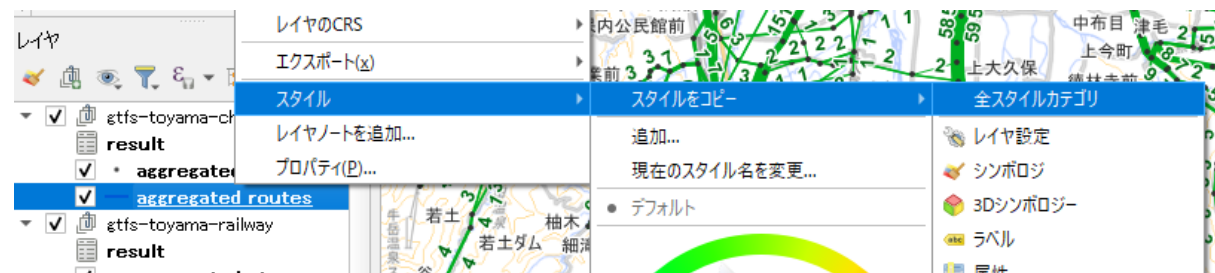 レイヤ
gtfs-toyama-ch
result
aggregated
aggregated routes
gtfs-toyama-railway
result
レイヤのCRS
エクスポート(x)
スタイル
レイヤノートを追加...
プロパティ(P)...
スタイルをコピー
追加...
現在のスタイル名を変更...
デフォルト
全スタイルカテゴリ
レイヤ設定
シンボロジ
3Dシンボロジー
abc ラベル
内公民館前
業前
中布目
津毛
上今町
上大久保
若土
若土ダム
柚木